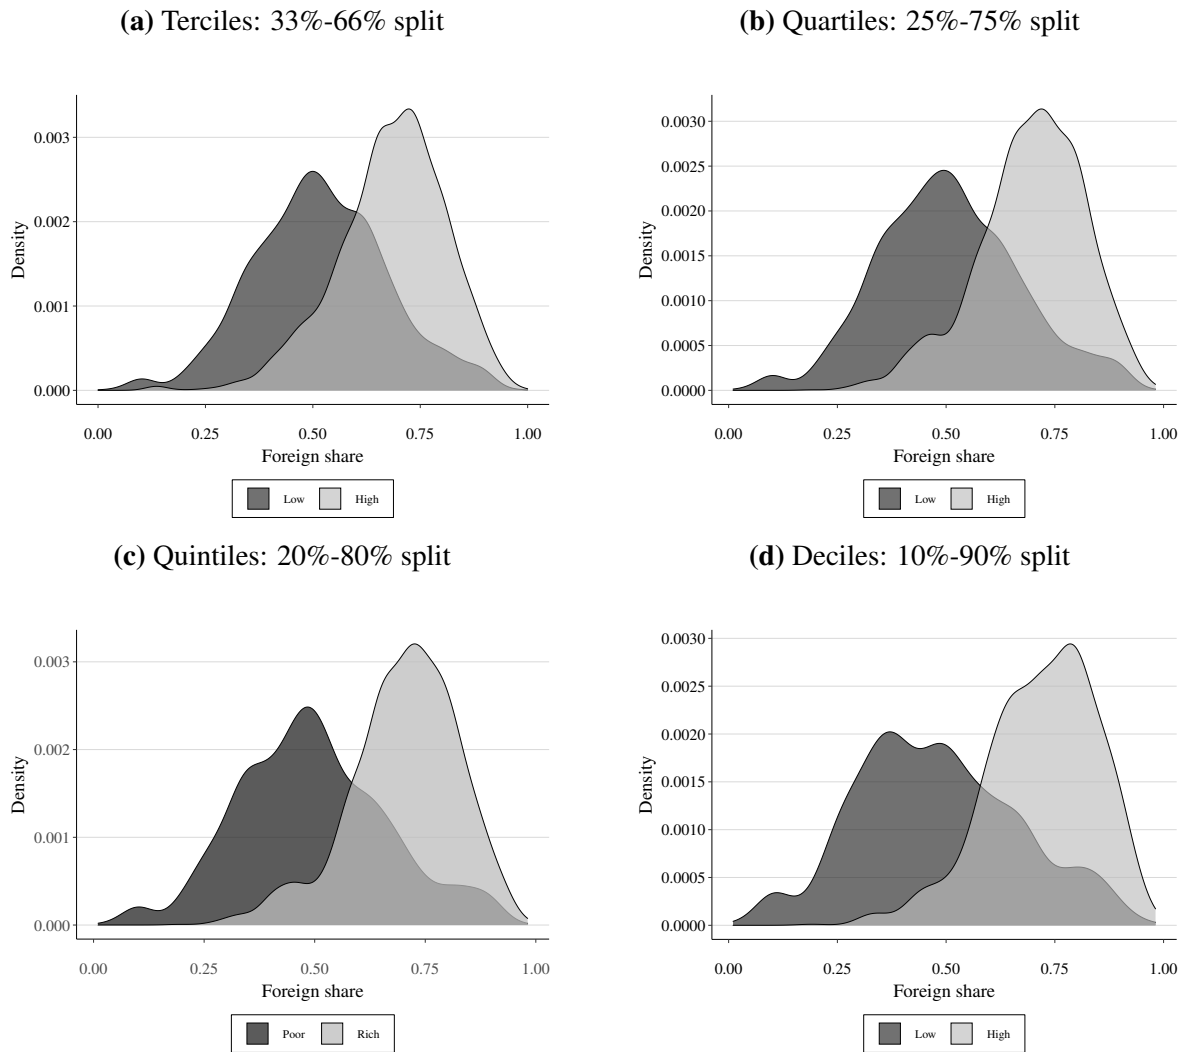 (a) Terciles: 33%-66% split
0.003
0.002
0.001
0.000
Density
0.00 0.25 0.50 0.75 1.00
Foreign share
Low High
(b) Quartiles: 25%-75% split
0.0030
0.0025
0.0020
0.0015
0.0010
0.0005
0.0000
Density
0.00 0.25 0.50 0.75 1.00
Foreign share
Low High
(c) Quintiles: 20%-80% split
0.003
0.002
0.001
0.000
Density
0.00 0.25 0.50 0.75 1.00
Foreign share
Poor Rich
(d) Deciles: 10%-90% split
0.0030
0.0025
0.0020
0.0015
0.0010
0.0005
0.0000
Density
0.00 0.25 0.50 0.75 1.00
Foreign share
Low High